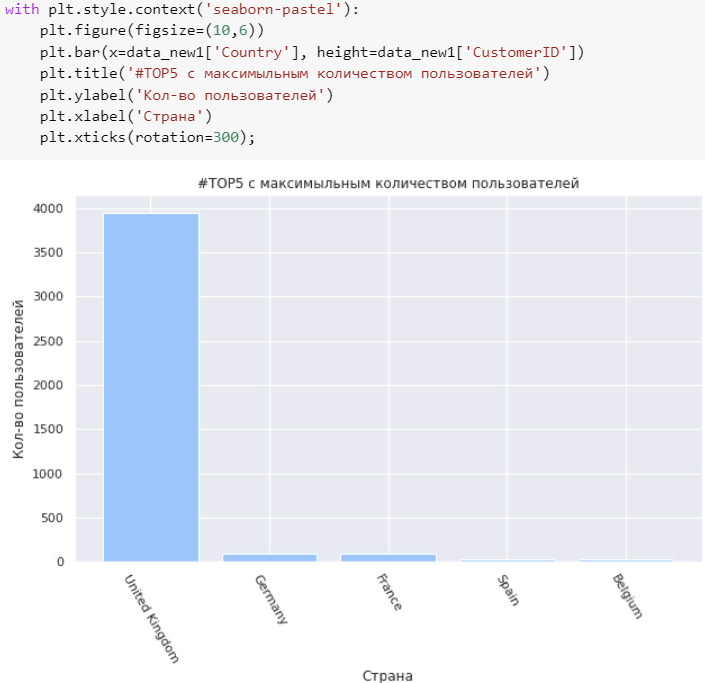 with plt.style.context('seaborn-pastel'):
    plt.figure(figsize=(10,6))
    plt.bar(x=data_new1['Country'], height=data_new1['CustomerID'])
    plt.title('#TOP5 с максимыльным количеством пользователей')
    plt.ylabel('Кол-во пользователей')
    plt.xlabel('Страна')
    plt.xticks(rotation=300);
#TOP5 с максимыльным количеством пользователей
Кол-во пользователей
4000
3500
3000
2500
2000
1500
1000
500
0
United Kingdom
Germany
France
Spain
Belgium
Страна